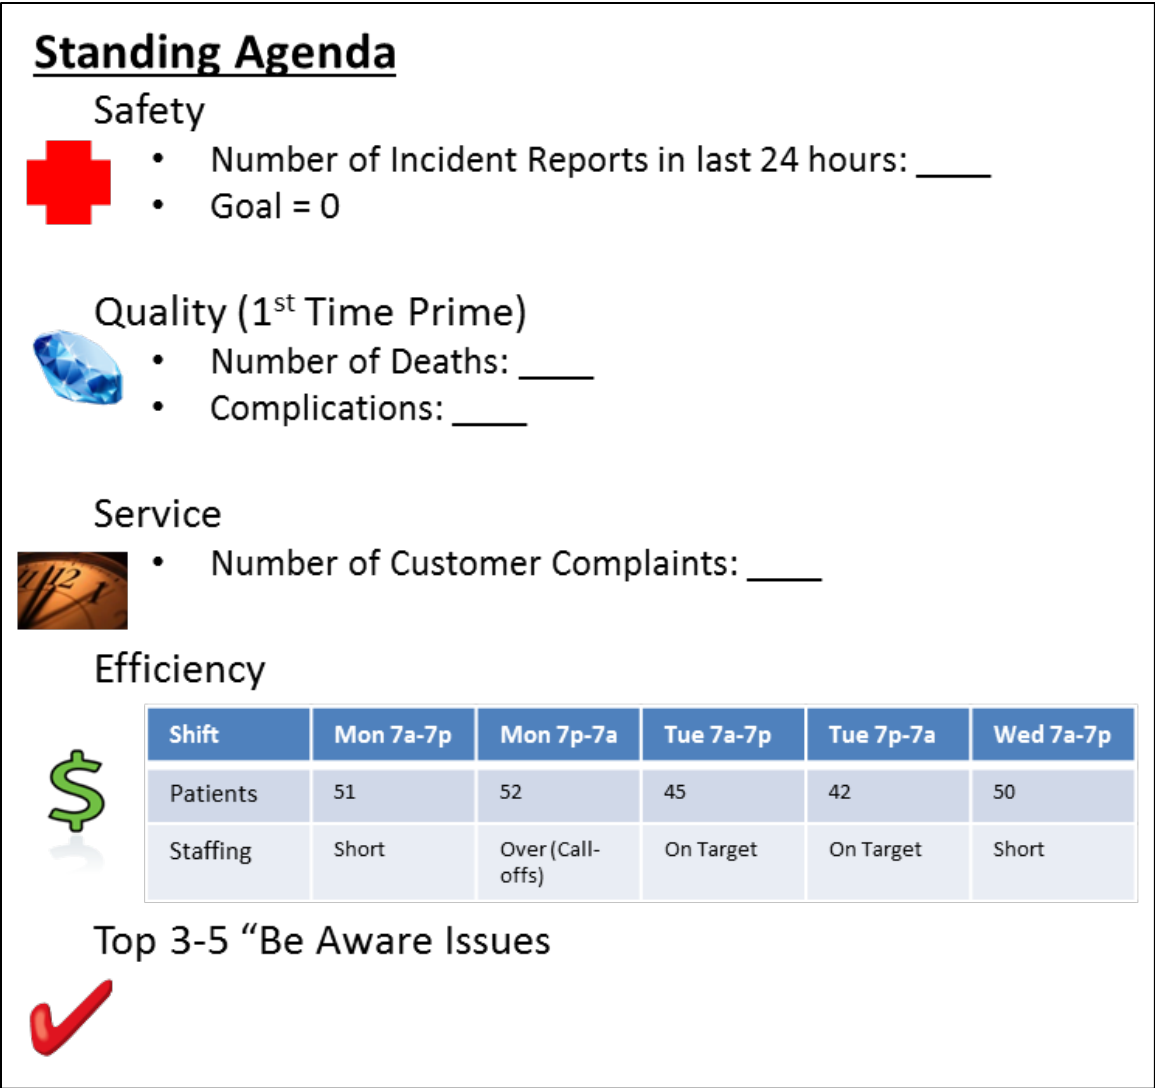 Standing Agenda
Safety
• Number of Incident Reports in last 24 hours: ____
• Goal = 0
Quality (1st Time Prime)
• Number of Deaths: ____
• Complications: ____
Service
• Number of Customer Complaints: ____
11 12 1
Efficiency
Shift Mon 7a-7p Mon 7p-7a Tue 7a-7p Tue 7p-7a Wed 7a-7p
Patients 51 52 45 42 50
Staffing Short Over (Call-offs) On Target On Target Short
$
Top 3-5 “Be Aware Issues